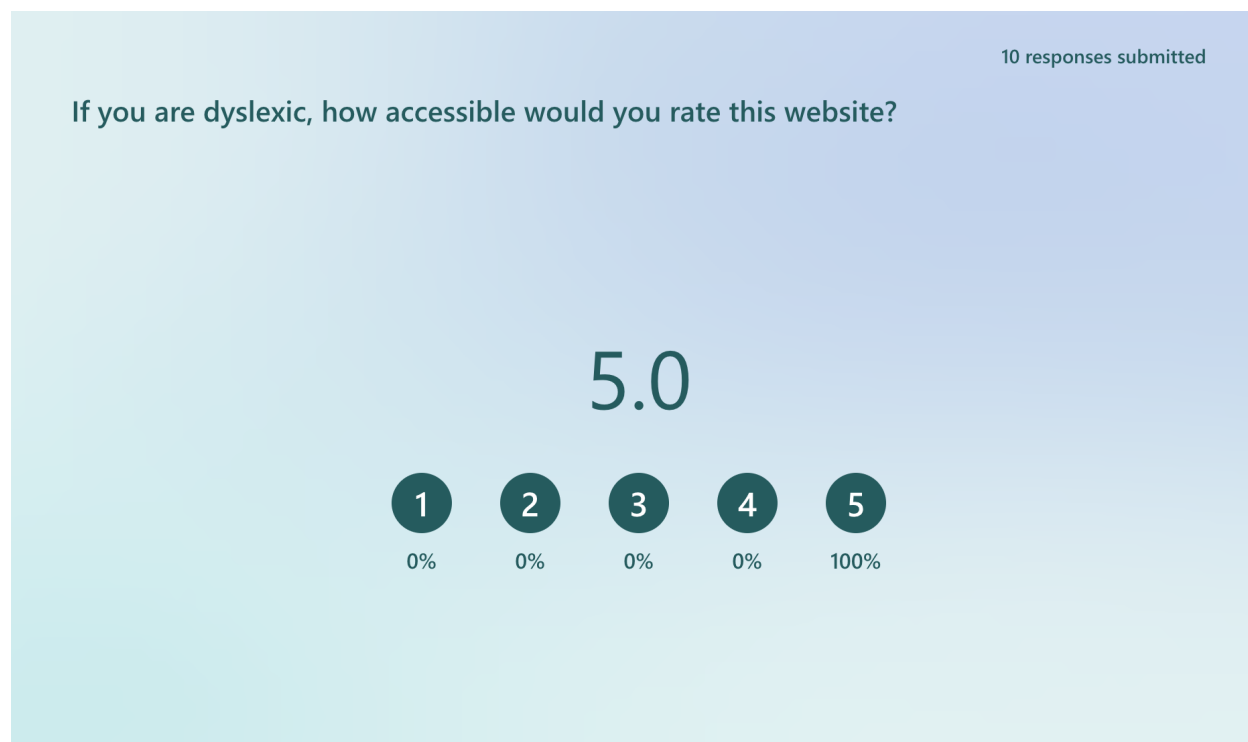 10 responses submitted
If you are dyslexic, how accessible would you rate this website?
5.0
1 2 3 4 5
0% 0% 0% 0% 100%